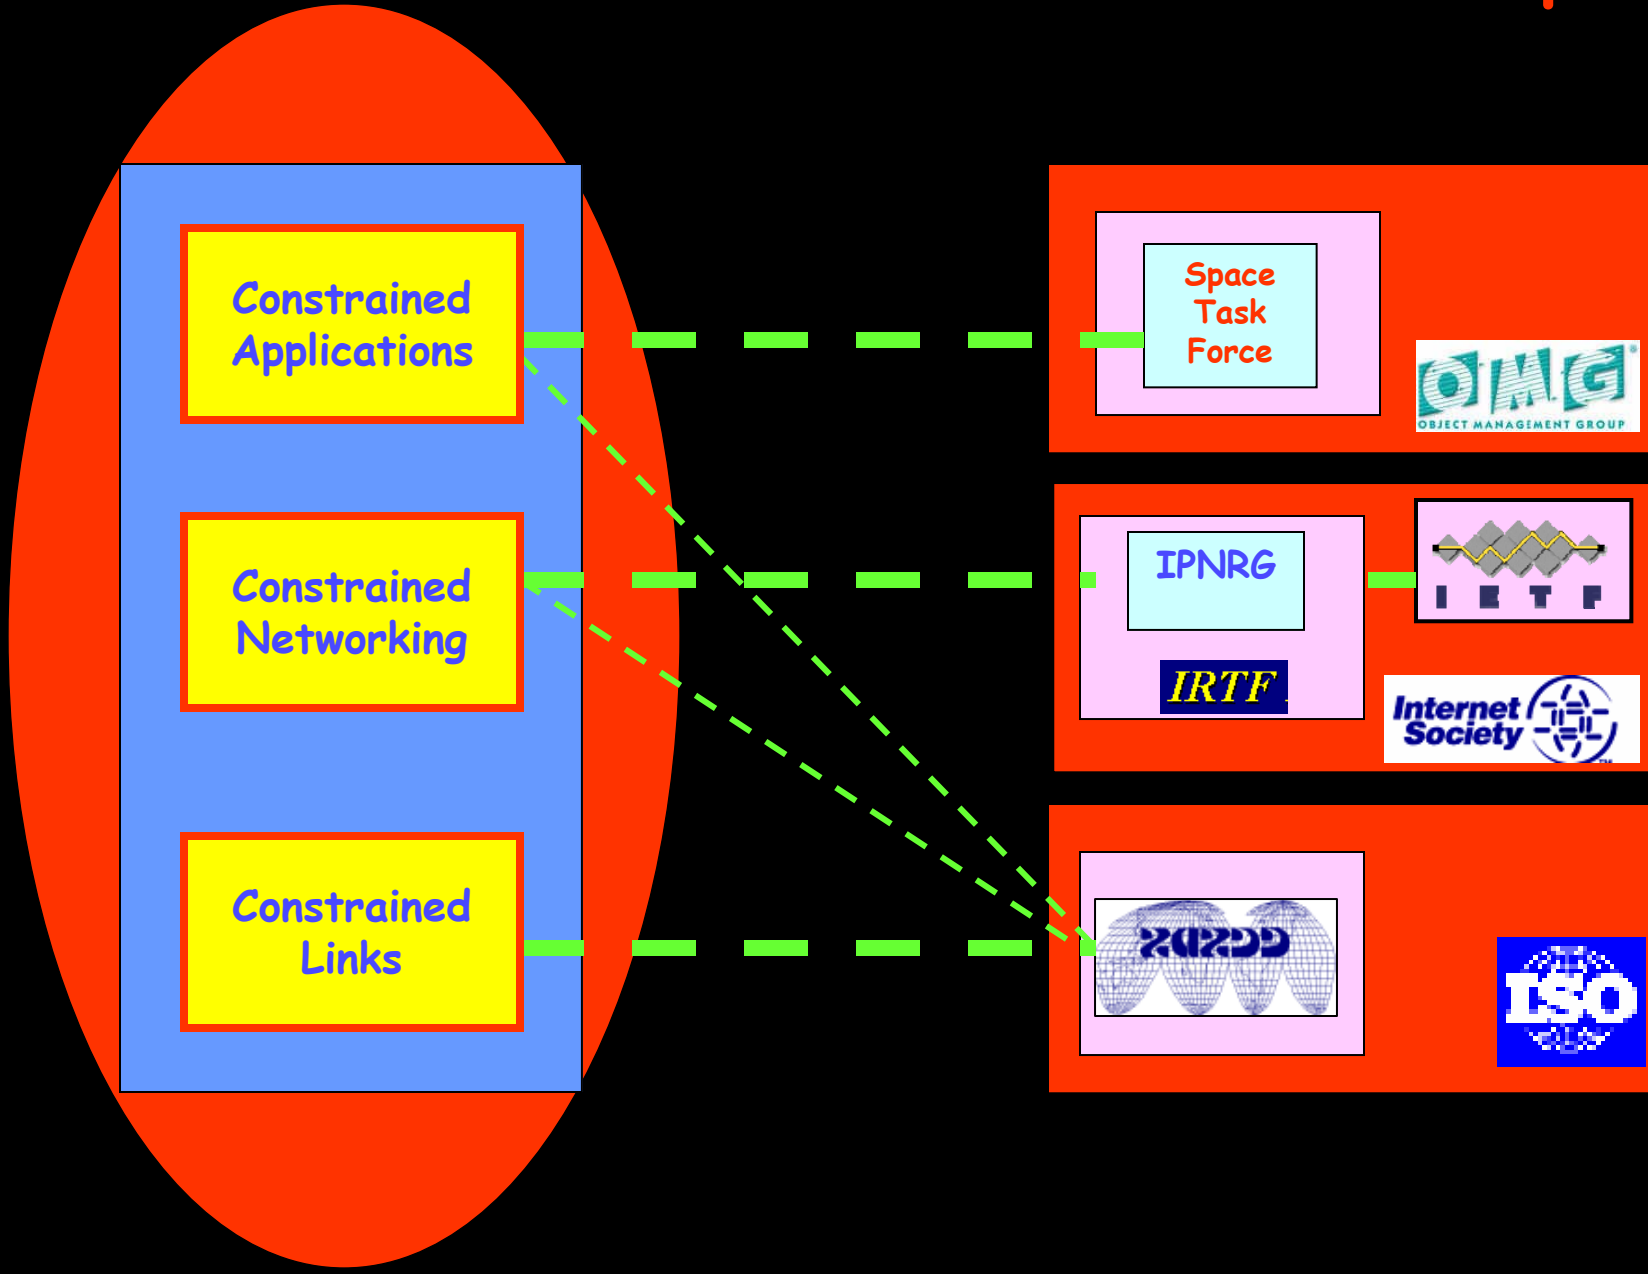 Constrained
Applications
Constrained
Networking
Constrained
Links
Space
Task
Force
OMG®
OBJECT MANAGEMENT GROUP
IPNRG
IRTF
I E T F
Internet
Society
TM
CCSDS
ISO